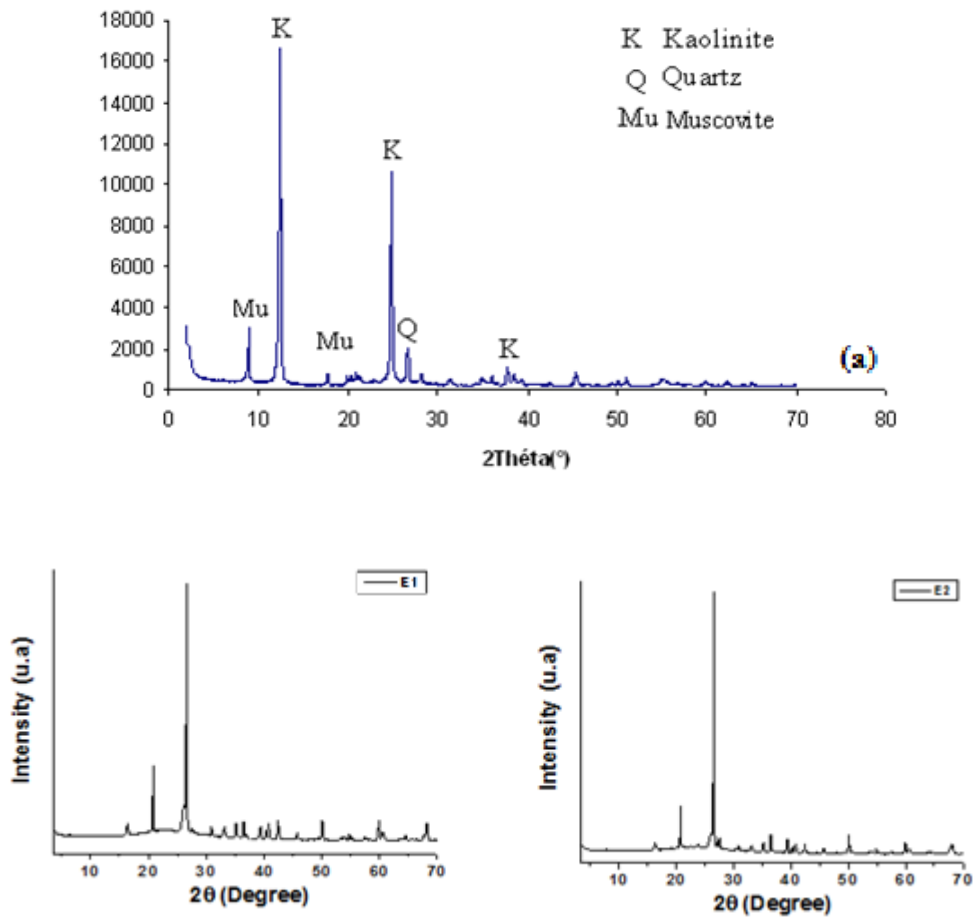 18000
16000
14000
12000
10000
8000
6000
4000
2000
0
K
K Kaolinite
Q Quartz
Mu Muscovite
K
Mu
Mu
Q
K
(a)
0 10 20 30 40 50 60 70 80
2Théta(°)
E1
Intensity (u.a)
10 20 30 40 50 60 70
2θ (Degree)
E2
Intensity (u.a)
10 20 30 40 50 60 70
2θ (Degree)